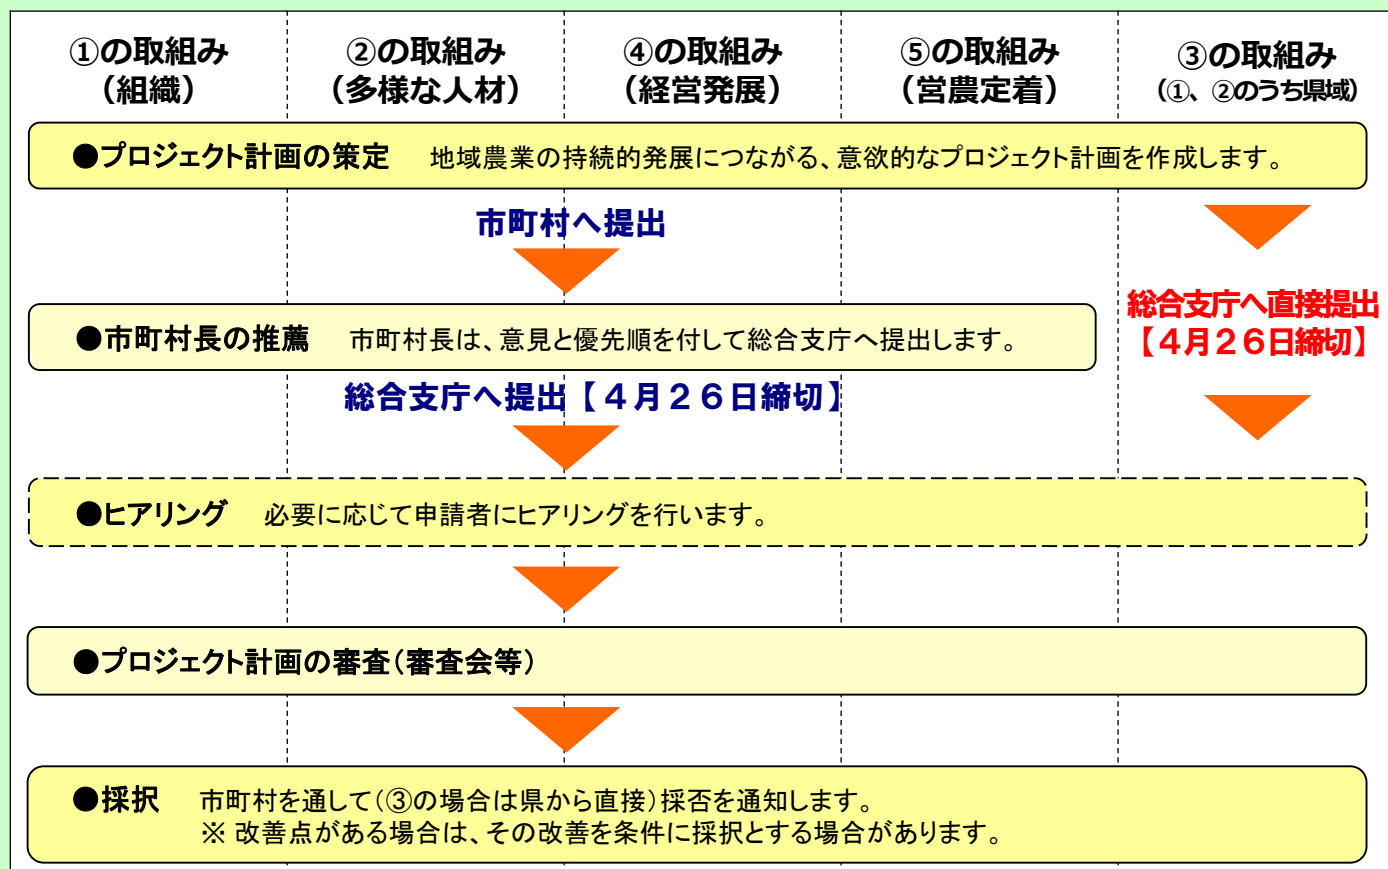 ①の取組み
（組織）
②の取組み
（多様な人材）
④の取組み
（経営発展）
⑤の取組み
（営農定着）
③の取組み
（①、②のうち県域）
●プロジェクト計画の策定　地域農業の持続的発展につながる、意欲的なプロジェクト計画を作成します。
市町村へ提出
●市町村長の推薦　市町村長は、意見と優先順を付して総合支庁へ提出します。
総合支庁へ直接提出
【４月２６日締切】
総合支庁へ提出【４月２６日締切】
●ヒアリング　必要に応じて申請者にヒアリングを行います。
●プロジェクト計画の審査（審査会等）
●採択　市町村を通して（③の場合は県から直接）採否を通知します。
※ 改善点がある場合は、その改善を条件に採択とする場合があります。